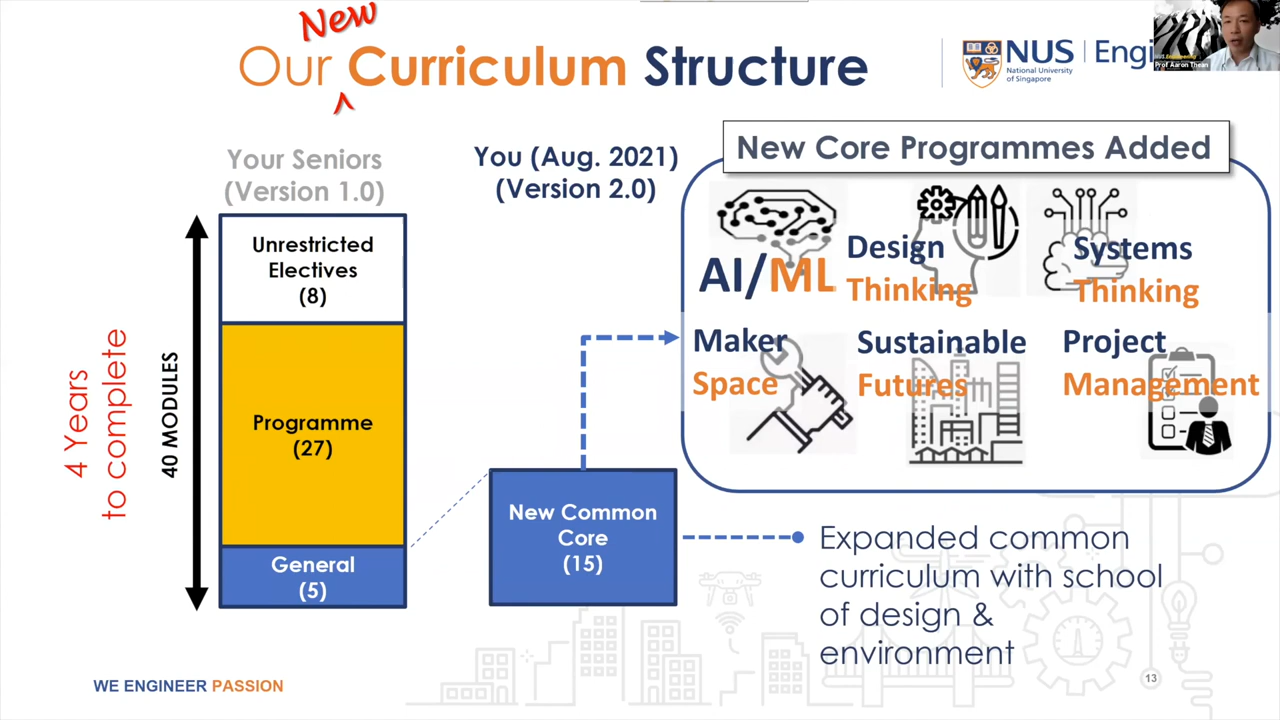 New
Our Curriculum Structure
NUS
National University
of Singapore
Prof Aaron Thean
Your Seniors
(Version 1.0)
You (Aug. 2021)
(Version 2.0)
New Core Programmes Added
4 Years
to complete
40 MODULES
Unrestricted
Electives
(8)
Programme
(27)
General
(5)
New Common
Core
(15)
AI/ML
Design
Thinking
Systems
Thinking
Maker
Space
Sustainable
Futures
Project
Management
Expanded common
curriculum with school
of design &
environment
WE ENGINEER PASSION
13